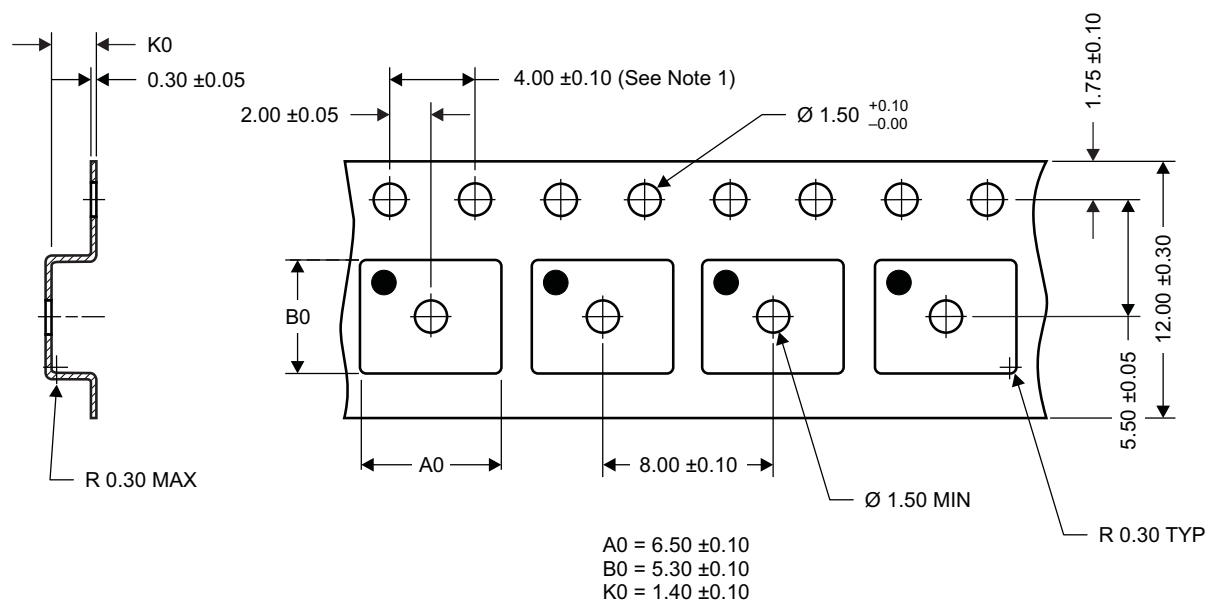 K0
0.30 ±0.05
4.00 ±0.10 (See Note 1)
2.00 ±0.05
Ø 1.50 +0.10 –0.00
1.75 ±0.10
12.00 ±0.30
5.50 ±0.05
B0
A0
8.00 ±0.10
R 0.30 MAX
Ø 1.50 MIN
R 0.30 TYP
A0 = 6.50 ±0.10
B0 = 5.30 ±0.10
K0 = 1.40 ±0.10